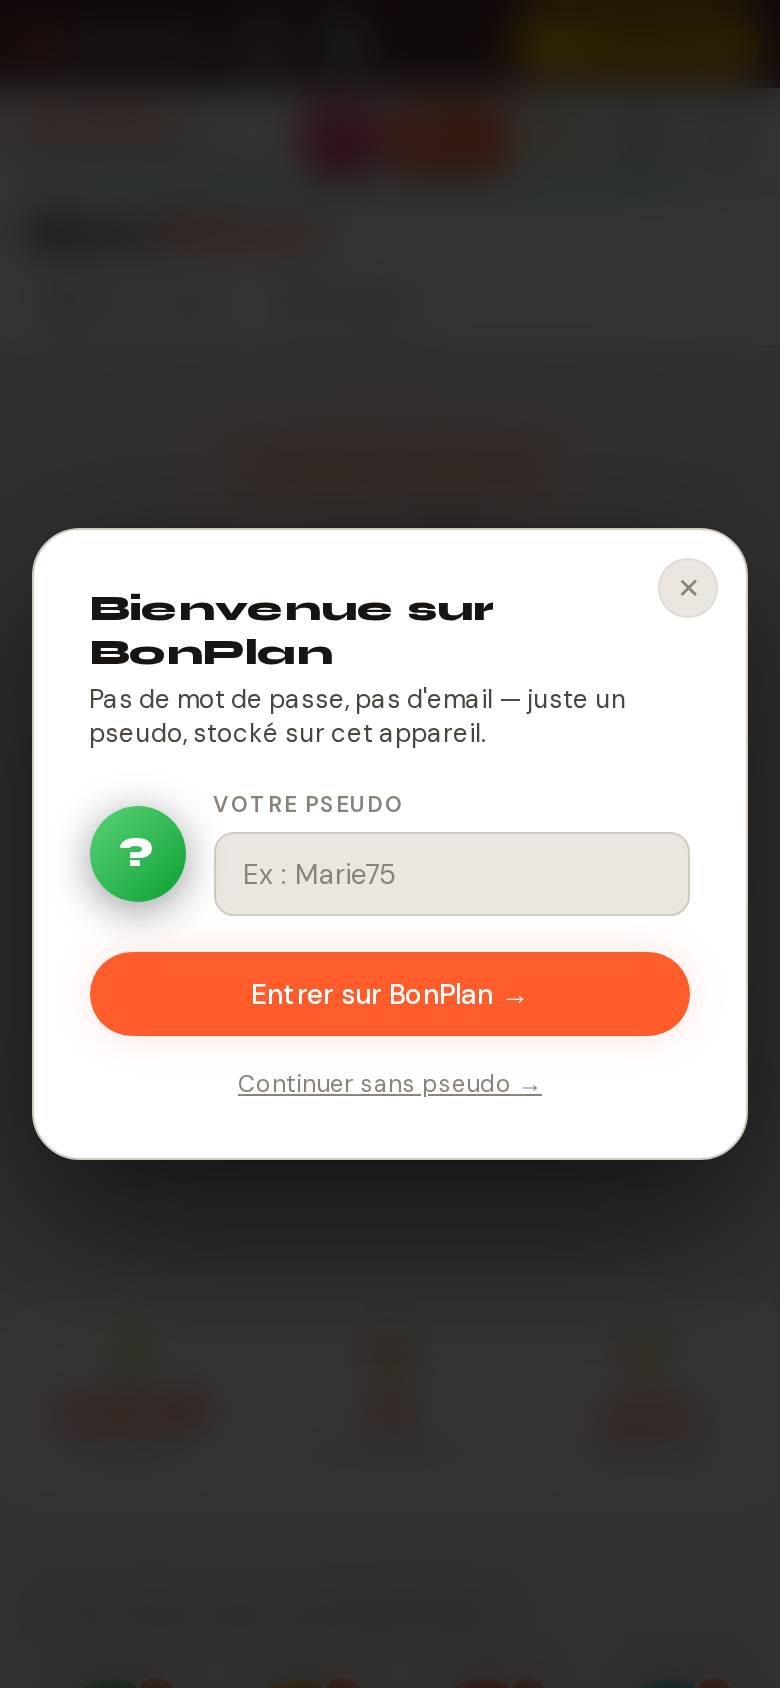 Bienvenue sur
BonPlan
Pas de mot de passe, pas d'email — juste un
pseudo, stocké sur cet appareil.
VOTRE PSEUDO
?
Ex : Marie75
Entrer sur BonPlan →
Continuer sans pseudo →